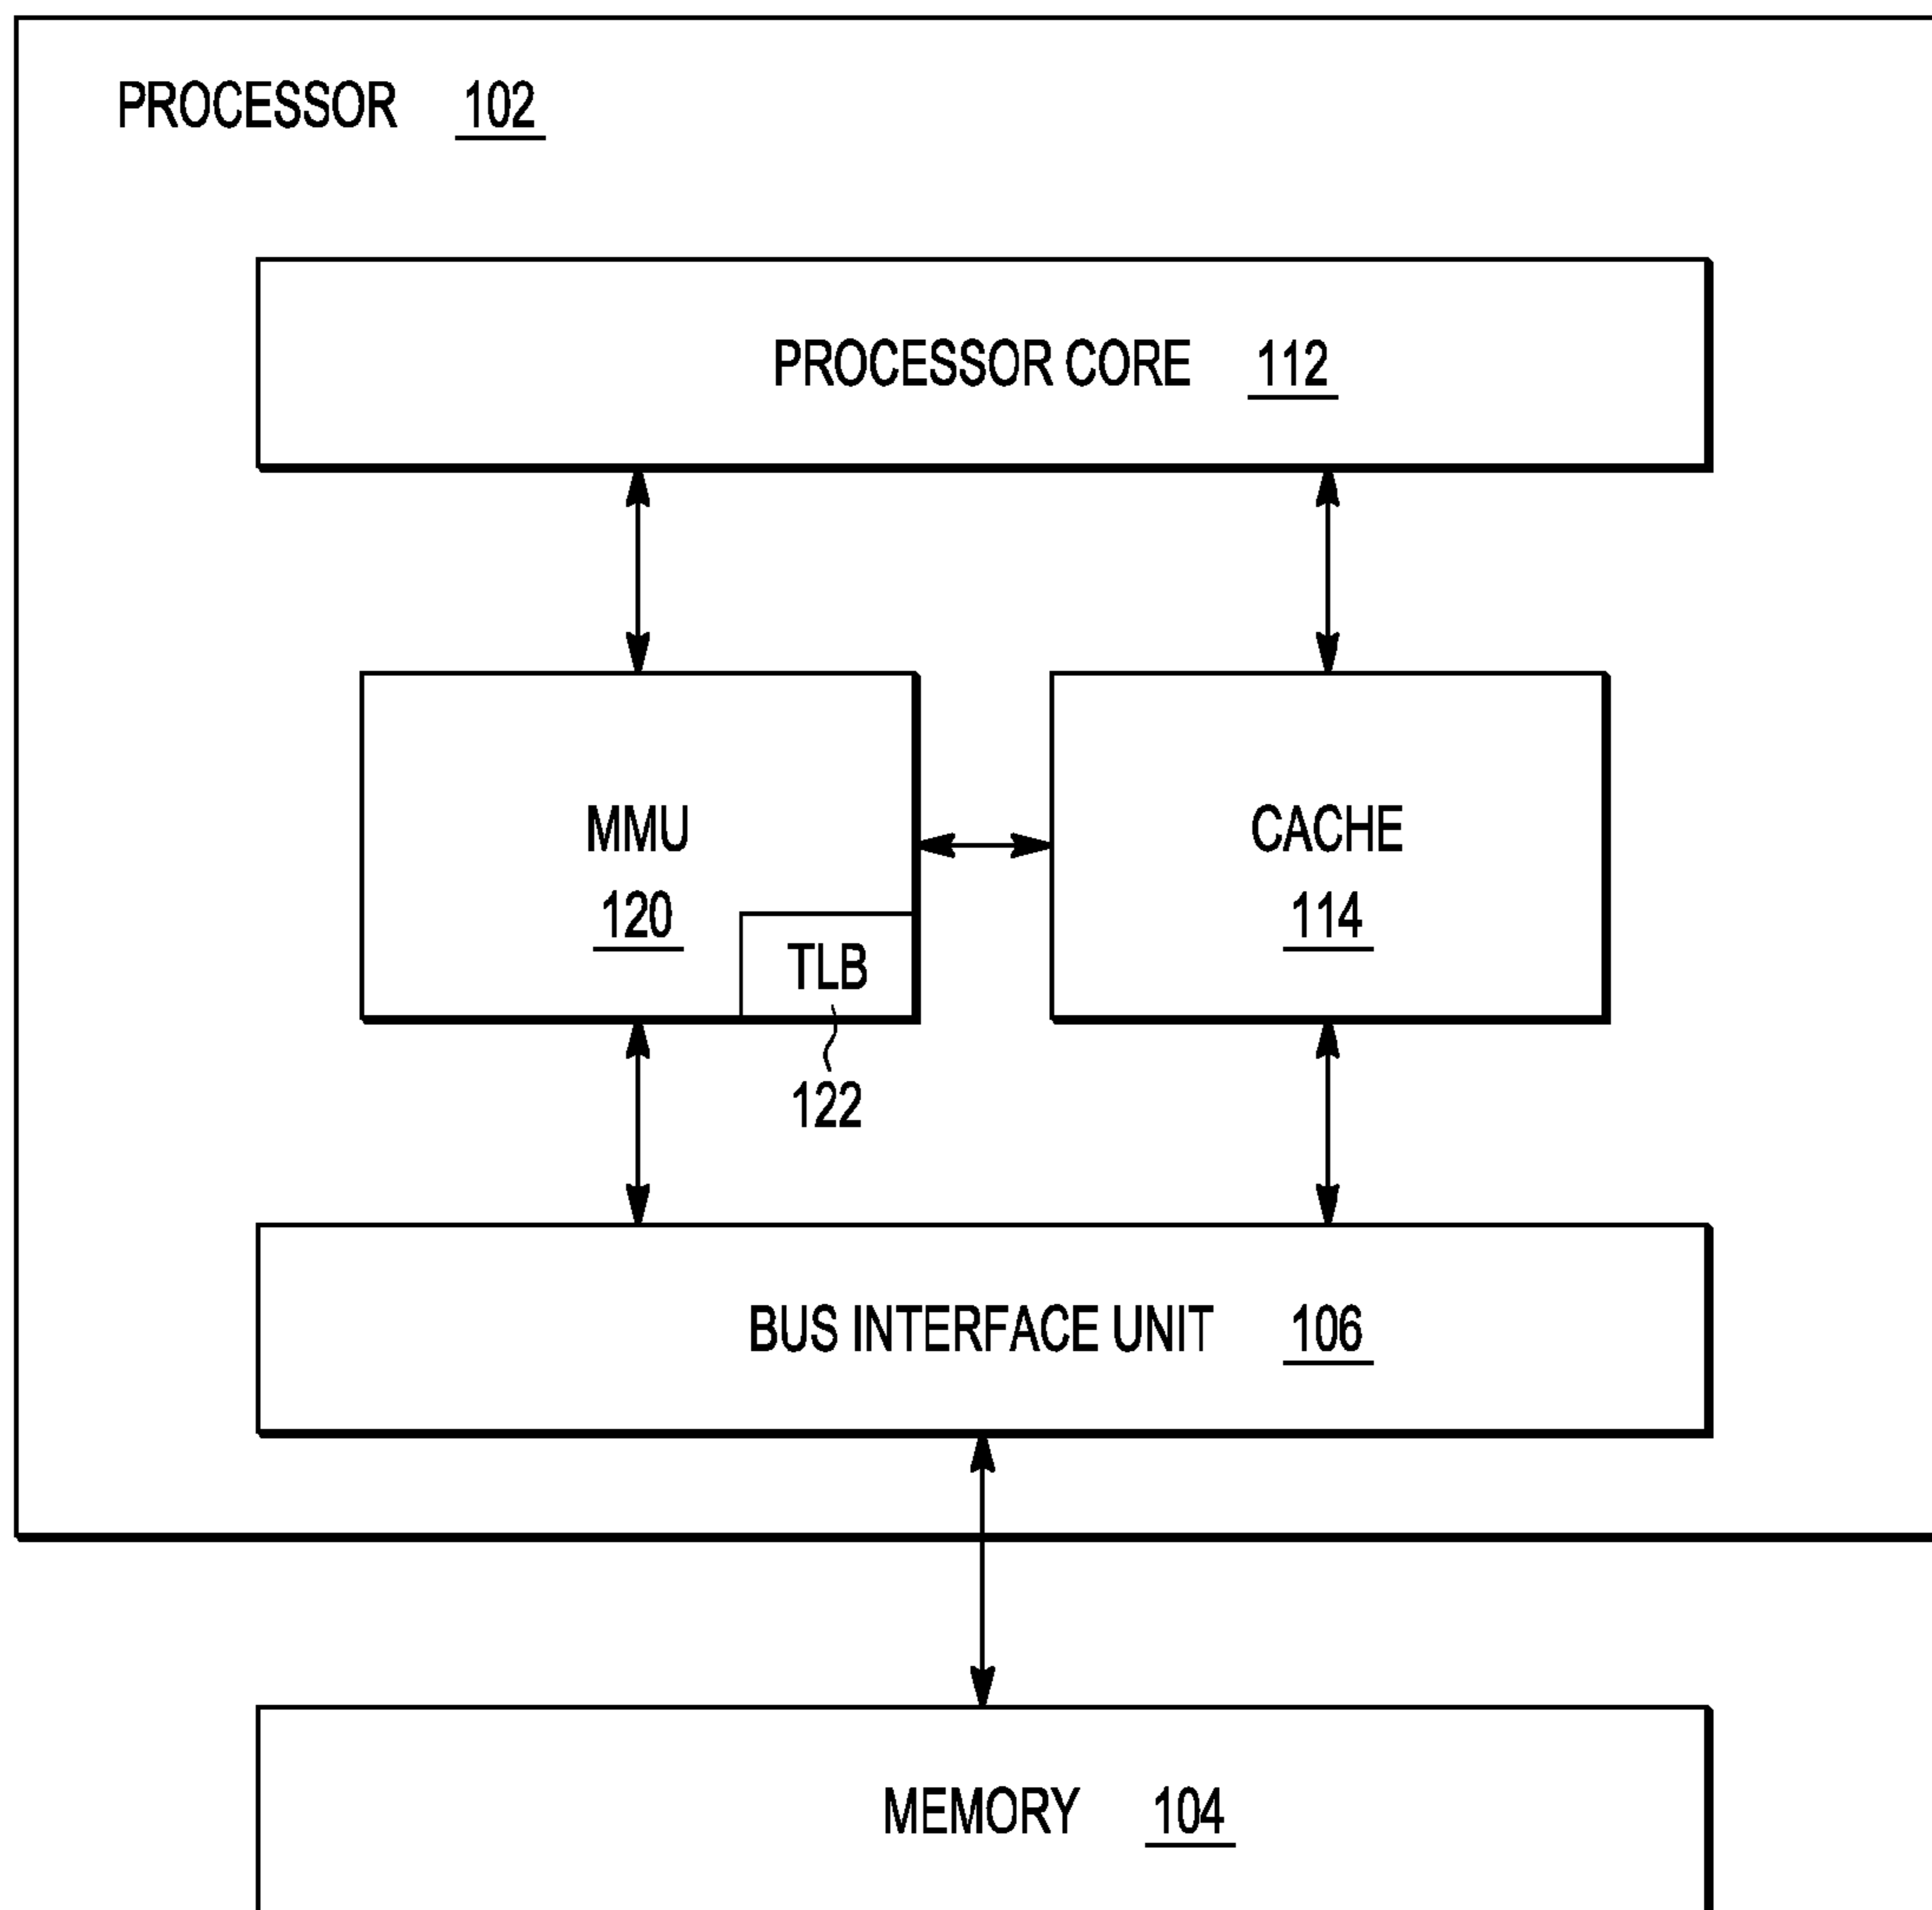 PROCESSOR 102
PROCESSOR CORE 112
MMU
120
TLB
122
CACHE
114
BUS INTERFACE UNIT 106
MEMORY 104